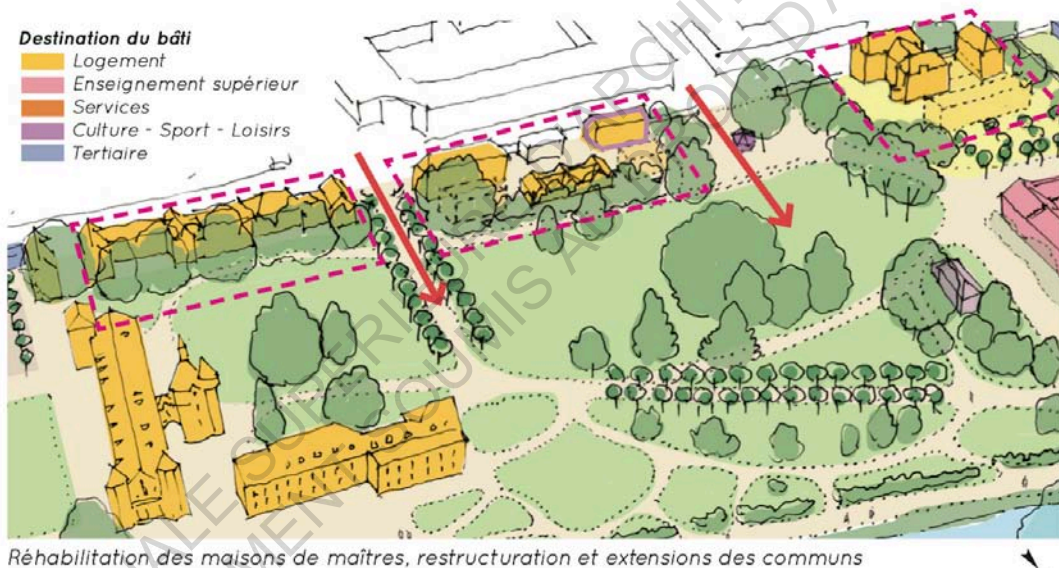 Destination du bâti
Logement
Enseignement supérieur
Services
Culture - Sport - Loisirs
Tertiaire
Réhabilitation des maisons de maîtres, restructuration et extensions des communs